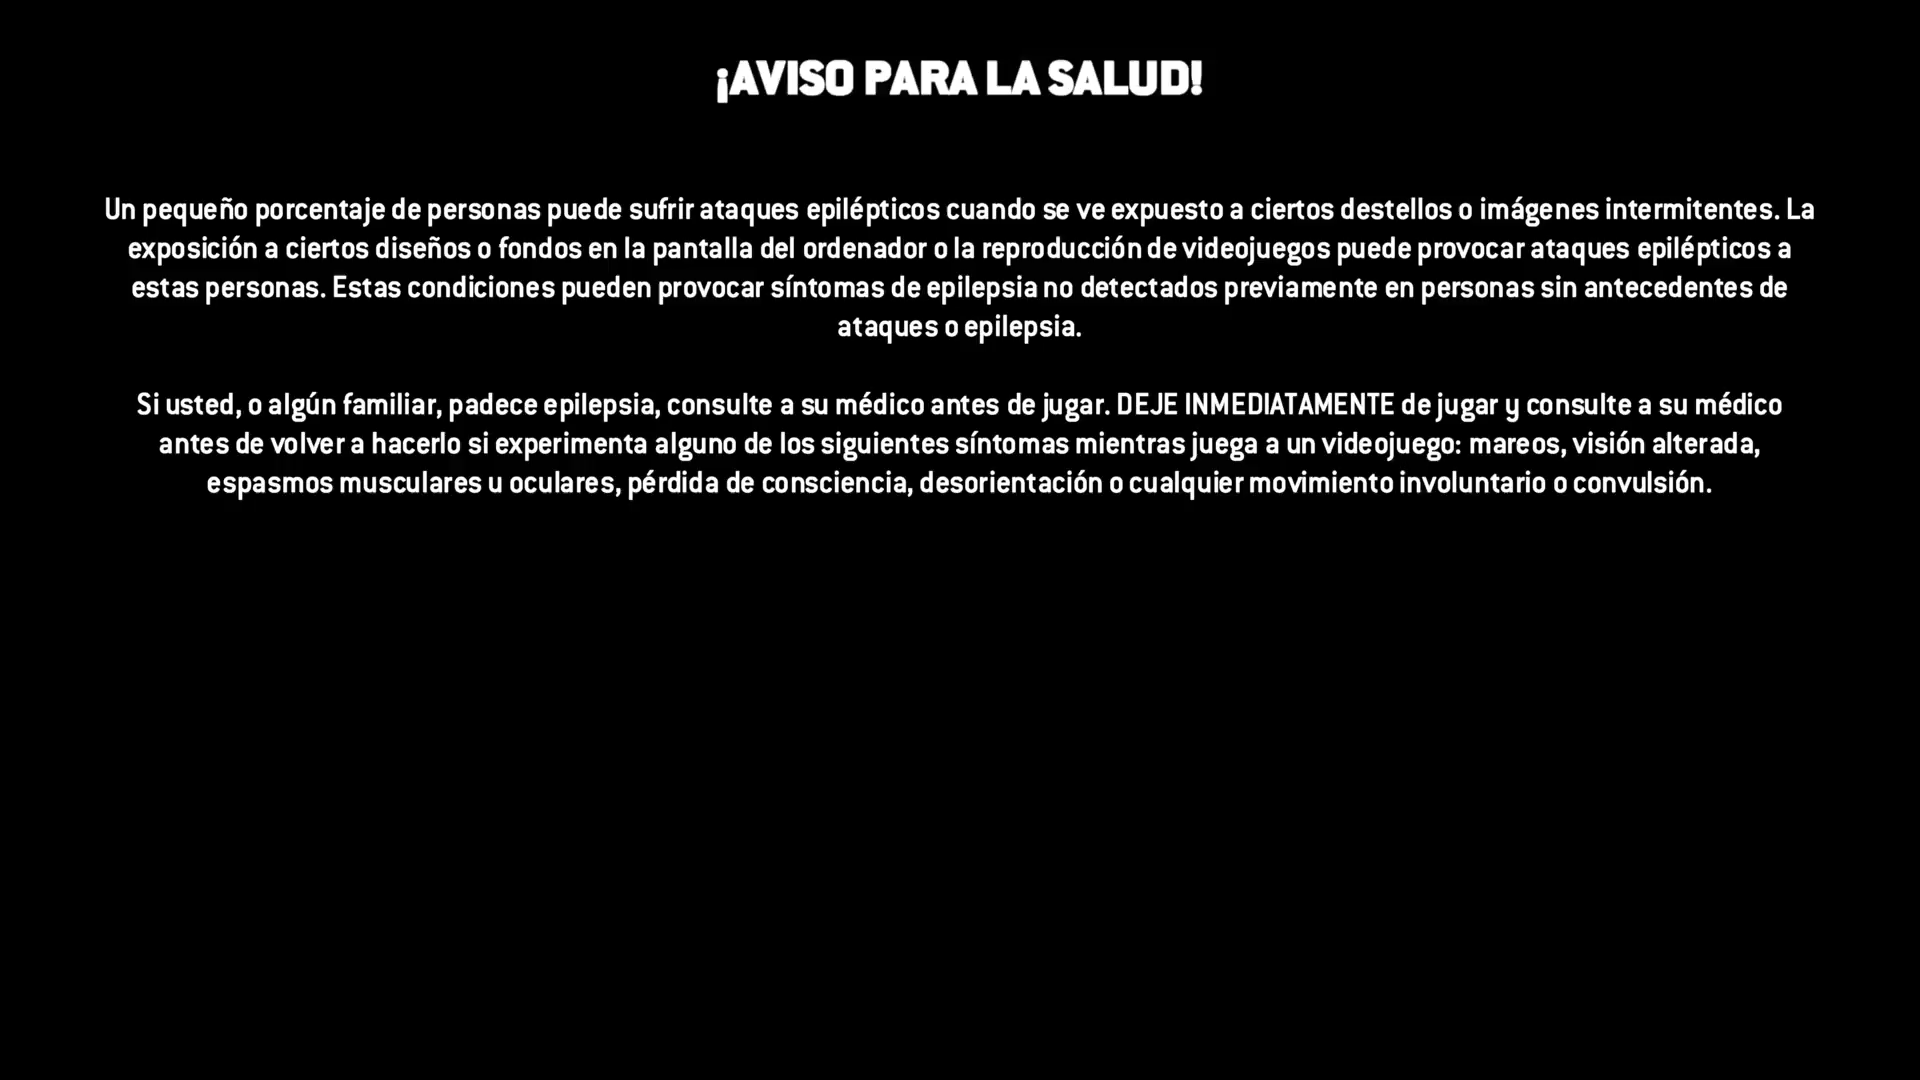 ¡AVISO PARA LA SALUD!
Un pequeño porcentaje de personas puede sufrir ataques epilépticos cuando se ve expuesto a ciertos destellos o imágenes intermitentes. La
exposición a ciertos diseños o fondos en la pantalla del ordenador o la reproducción de videojuegos puede provocar ataques epilépticos a
estas personas. Estas condiciones pueden provocar síntomas de epilepsia no detectados previamente en personas sin antecedentes de
ataques o epilepsia.
Si usted, o algún familiar, padece epilepsia, consulte a su médico antes de jugar. DEJE INMEDIATAMENTE de jugar y consulte a su médico
antes de volver a hacerlo si experimenta alguno de los siguientes síntomas mientras juega a un videojuego: mareos, visión alterada,
espasmos musculares u oculares, pérdida de consciencia, desorientación o cualquier movimiento involuntario o convulsión.